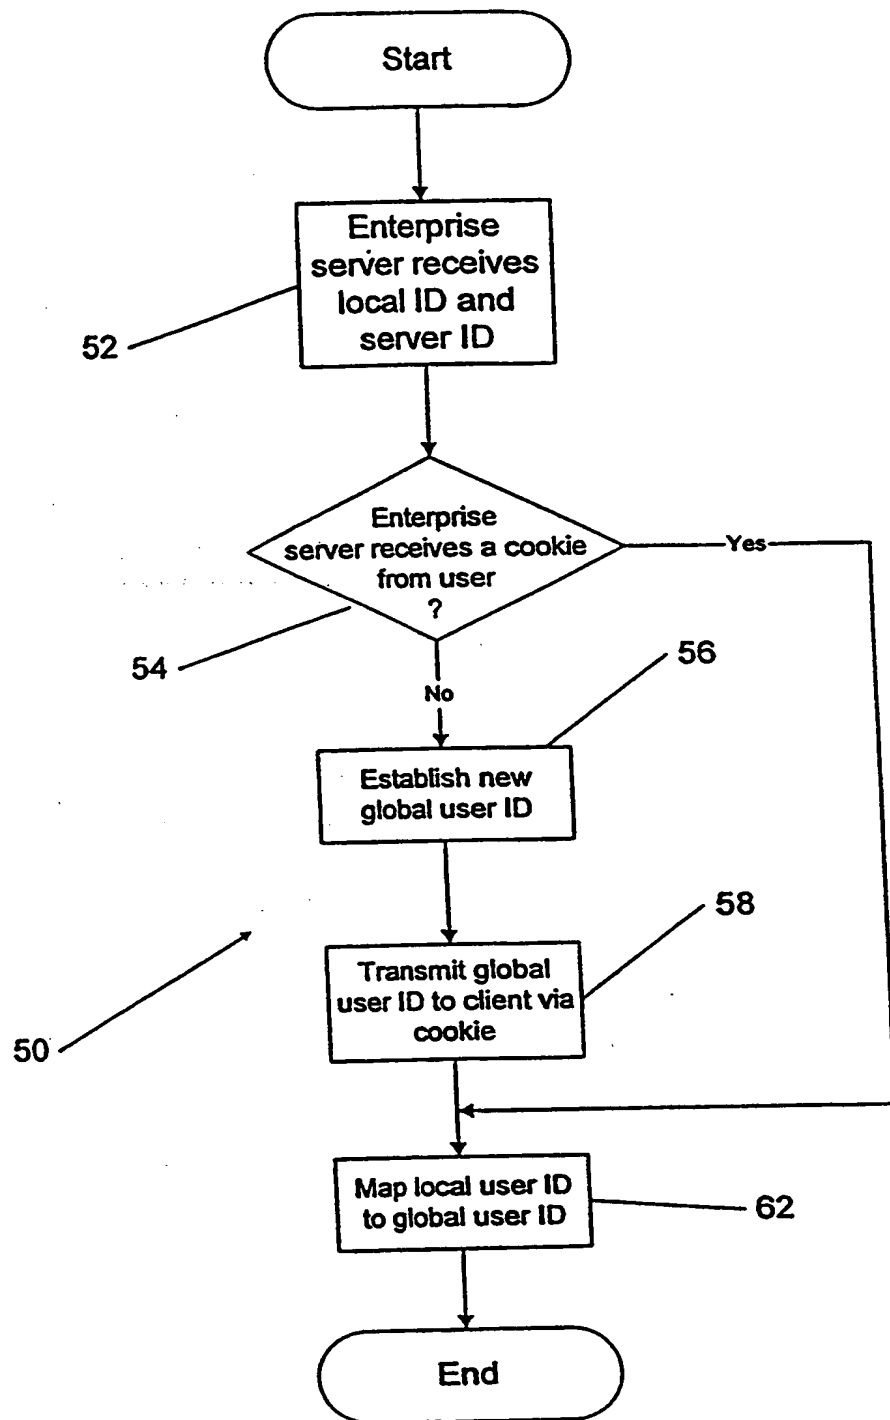 Start
Enterprise
server receives
local ID and
server ID
52
Enterprise
server receives a cookie
from user
?
Yes
54
56
No
Establish new
global user ID
58
Transmit global
user ID to client via
cookie
50
Map local user ID
to global user ID
62
End